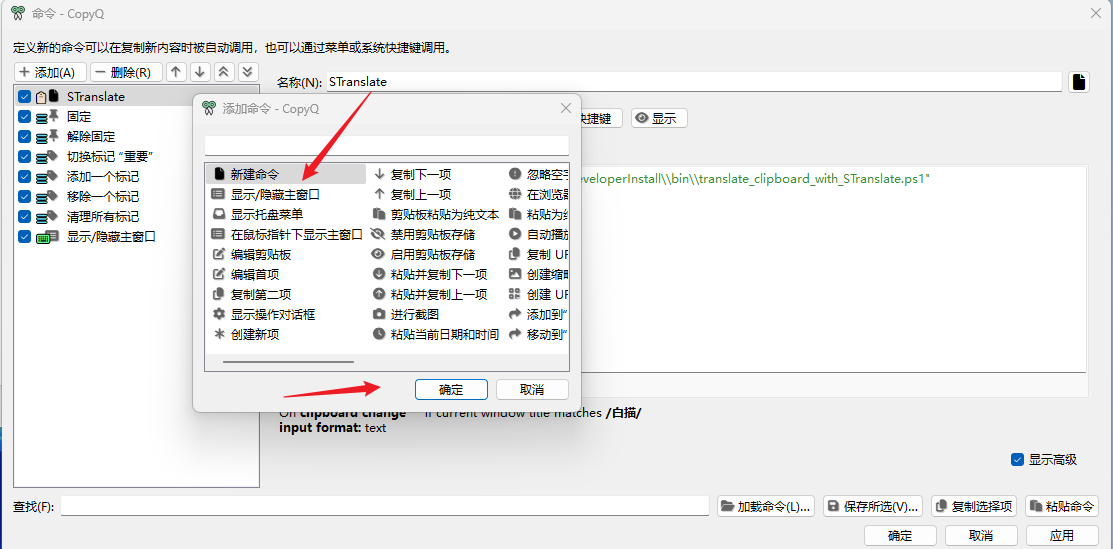 命令 - CopyQ
定义新的命令可以在复制新内容时被自动调用，也可以通过菜单或系统快捷键调用。
添加(A)
删除(R)
名称(N):
STranslate
STranslate
固定
解除固定
切换标记 “重要”
添加一个标记
移除一个标记
清理所有标记
显示/隐藏主窗口
添加命令 - CopyQ
捷键
显示
新建命令
显示/隐藏主窗口
显示托盘菜单
在鼠标指针下显示主窗口
编辑剪贴板
编辑首项
复制第二项
显示操作对话框
创建新项
复制下一项
复制上一项
剪贴板粘贴为纯文本
禁用剪贴板存储
启用剪贴板存储
粘贴并复制下一项
粘贴并复制上一项
进行截图
粘贴当前日期和时间
忽略空
在浏览器
粘贴为
自动播放
复制 UR
创建缩
创建 UR
添加到“
移动到“
确定
取消
eveloperInstall\\bin\\translate_clipboard_with_STranslate.ps1"
On clipboard change
If current window title matches /白描/
input format: text
显示高级
查找(F):
加载命令(L)...
保存所选(V)...
复制选择项
粘贴命令
确定
取消
应用